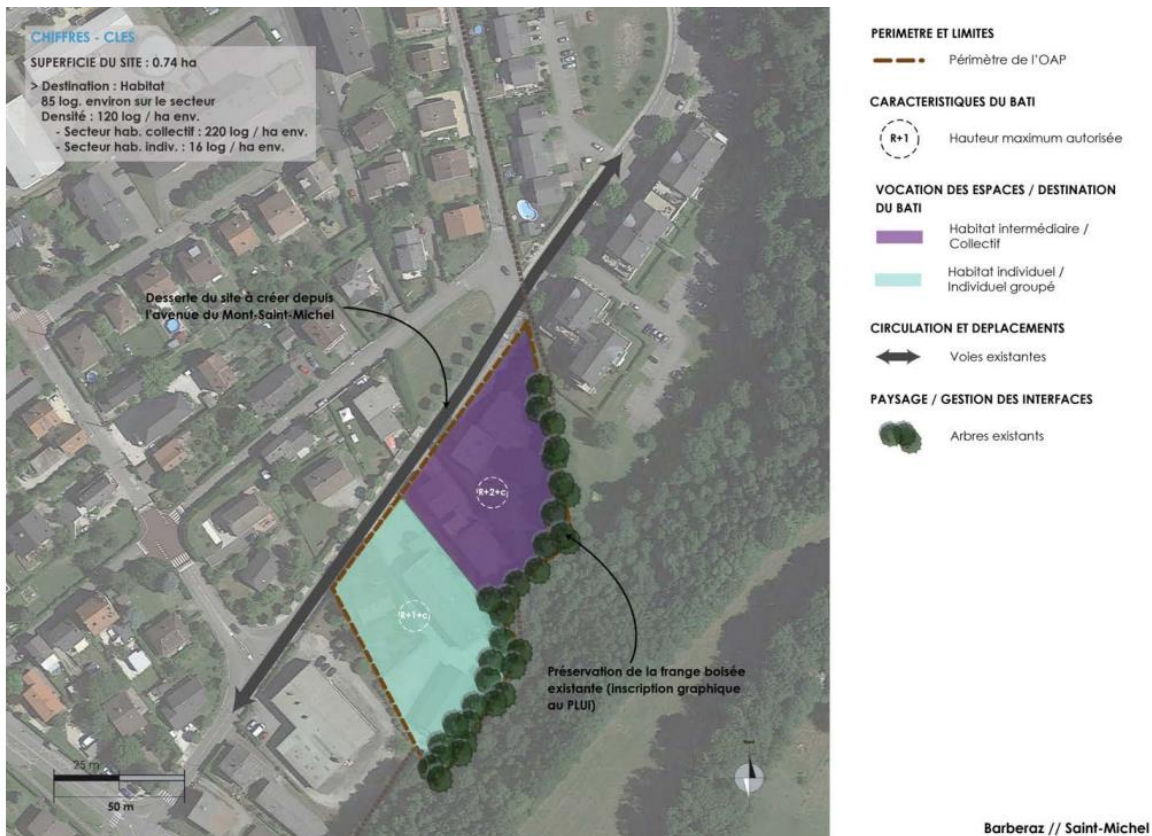 CHIFFRES - CLES
SUPERFICIE DU SITE : 0.74 ha
> Destination : Habitat
85 log. environ sur le secteur
Densité : 120 log / ha env.
- Secteur hab. collectif : 220 log / ha env.
- Secteur hab. indiv. : 16 log / ha env.
Desserte du site à créer depuis
l'avenue du Mont-Saint-Michel
R+2+c
R+1+c
Préservation de la frange boisée
existante (inscription graphique
au PLUI)
25 m
50 m
PERIMETRE ET LIMITES
Périmètre de l'OAP
CARACTERISTIQUES DU BATI
R+1
Hauteur maximum autorisée
VOCATION DES ESPACES / DESTINATION
DU BATI
Habitat intermédiaire /
Collectif
Habitat individuel /
Individuel groupé
CIRCULATION ET DEPLACEMENTS
Voies existantes
PAYSAGE / GESTION DES INTERFACES
Arbres existants
Barberaz // Saint-Michel